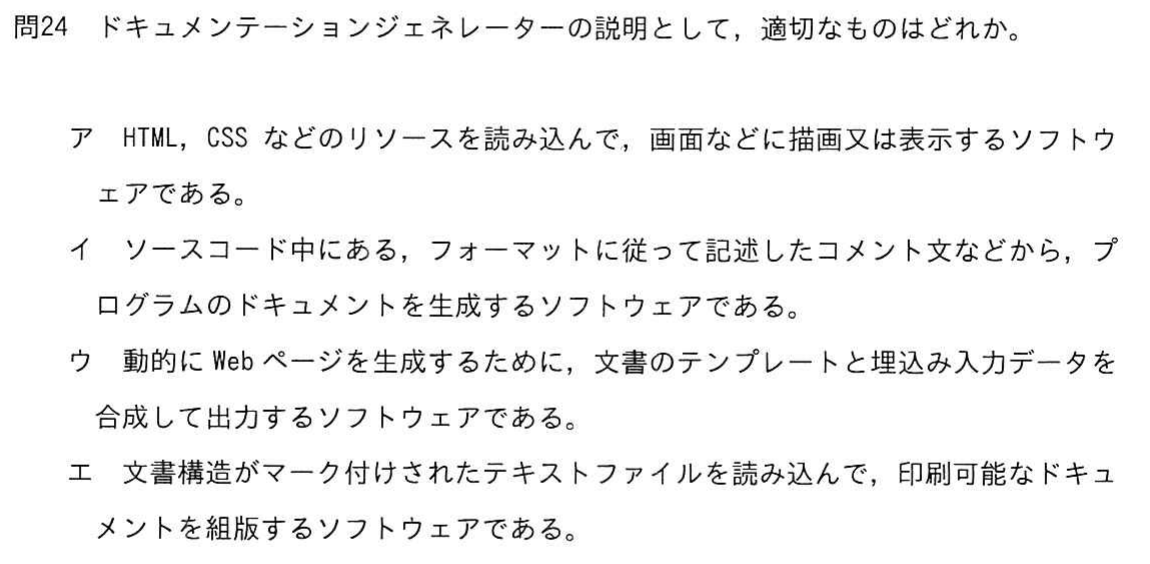 問24　ドキュメンテーションジェネレーターの説明として，適切なものはどれか。
ア　HTML，CSS などのリソースを読み込んで，画面などに描画又は表示するソフトウ
ェアである。
イ　ソースコード中にある，フォーマットに従って記述したコメント文などから，プ
ログラムのドキュメントを生成するソフトウェアである。
ウ　動的に Web ページを生成するために，文書のテンプレートと埋込み入力データを
合成して出力するソフトウェアである。
エ　文書構造がマーク付けされたテキストファイルを読み込んで，印刷可能なドキュ
メントを組版するソフトウェアである。